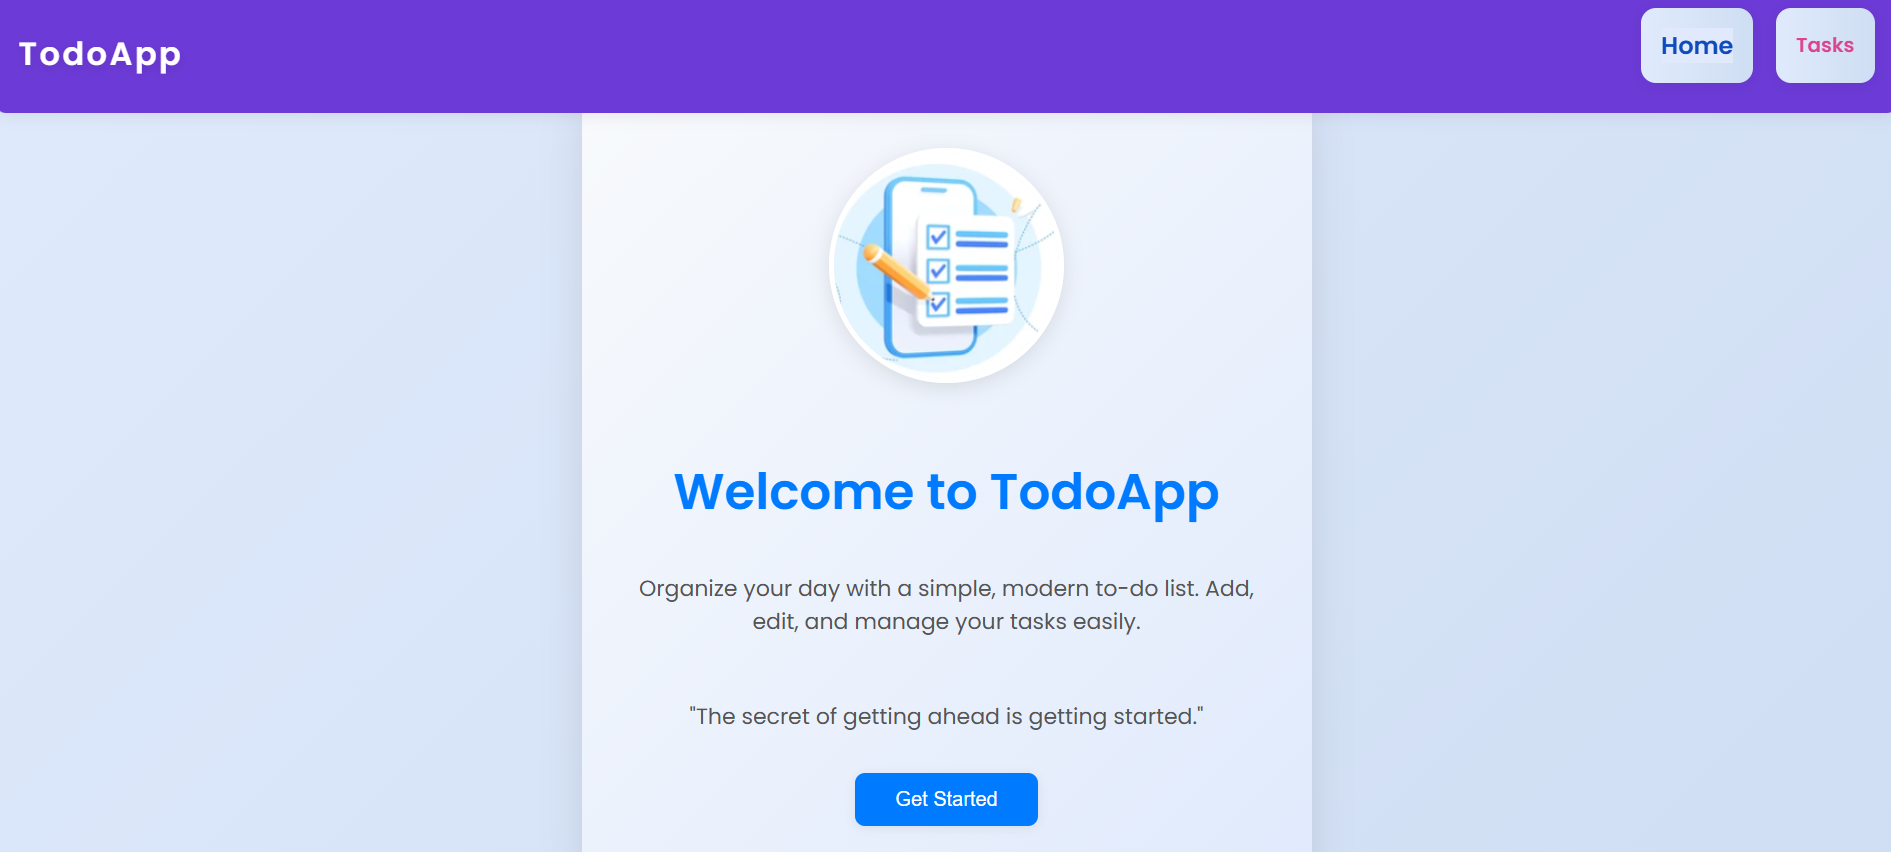 TodoApp
Home
Tasks
Welcome to TodoApp
Organize your day with a simple, modern to-do list. Add,
edit, and manage your tasks easily.
"The secret of getting ahead is getting started."
Get Started